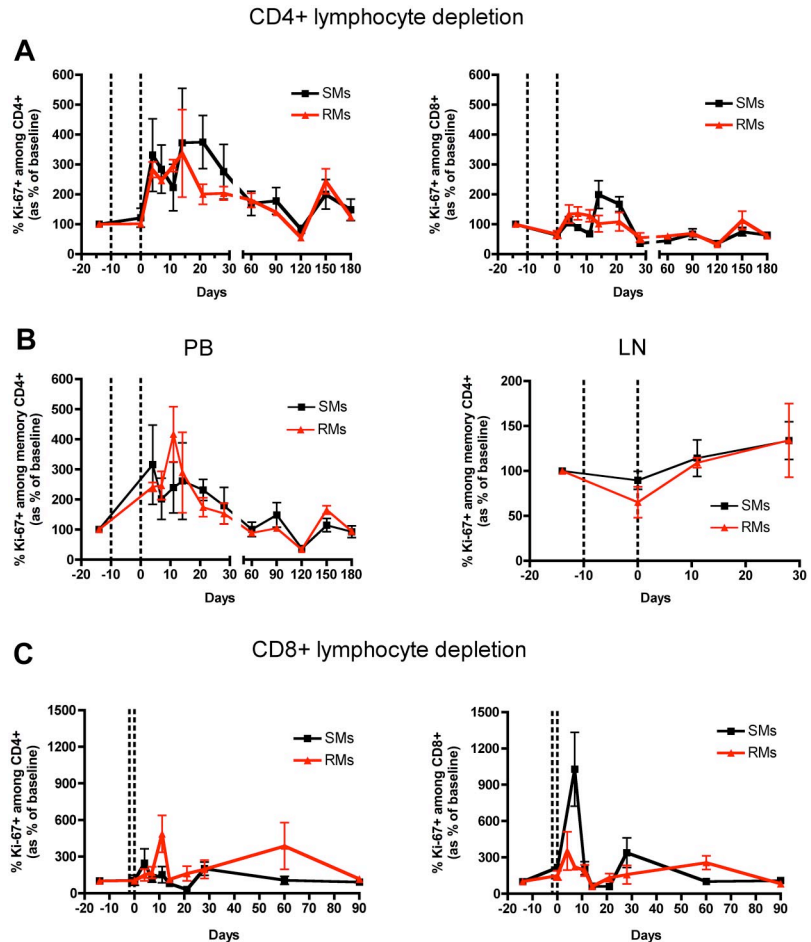 CD4+ lymphocyte depletion
A
% Ki-67+ among CD4+
(as % of baseline)
600
500
400
300
200
100
0
-20 -10 0 10 20 30 60 90 120 150 180
Days
SMs
RMs
% Ki-67+ among CD8+
(as % of baseline)
600
500
400
300
200
100
0
-20 -10 0 10 20 30 60 90 120 150 180
Days
SMs
RMs
B
PB
% Ki-67+ among memory CD4+
(as % of baseline)
600
500
400
300
200
100
0
-20 -10 0 10 20 30 60 90 120 150 180
Days
SMs
RMs
LN
% Ki-67+ among memory CD4+
(as % of baseline)
200
150
100
50
0
-20 -10 0 10 20 30
Days
SMs
RMs
C
CD8+ lymphocyte depletion
% Ki-67+ among CD4+
(as % of baseline)
1500
1200
900
600
300
0
-20 -10 0 10 20 30 40 50 60 70 80 90
Days
SMs
RMs
% Ki-67+ among CD8+
(as % of baseline)
1500
1200
900
600
300
0
-20 -10 0 10 20 30 40 50 60 70 80 90
Days
SMs
RMs